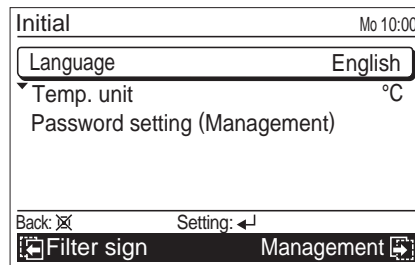 Initial Mo 10:00
Language English
Temp. unit °C
Password setting (Management)
Back: Setting:
Filter sign Management